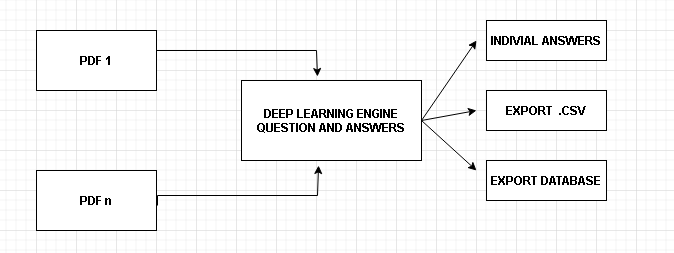 PDF 1
PDF n
DEEP LEARNING ENGINE
QUESTION AND ANSWERS
INDIVIAL ANSWERS
EXPORT .CSV
EXPORT DATABASE